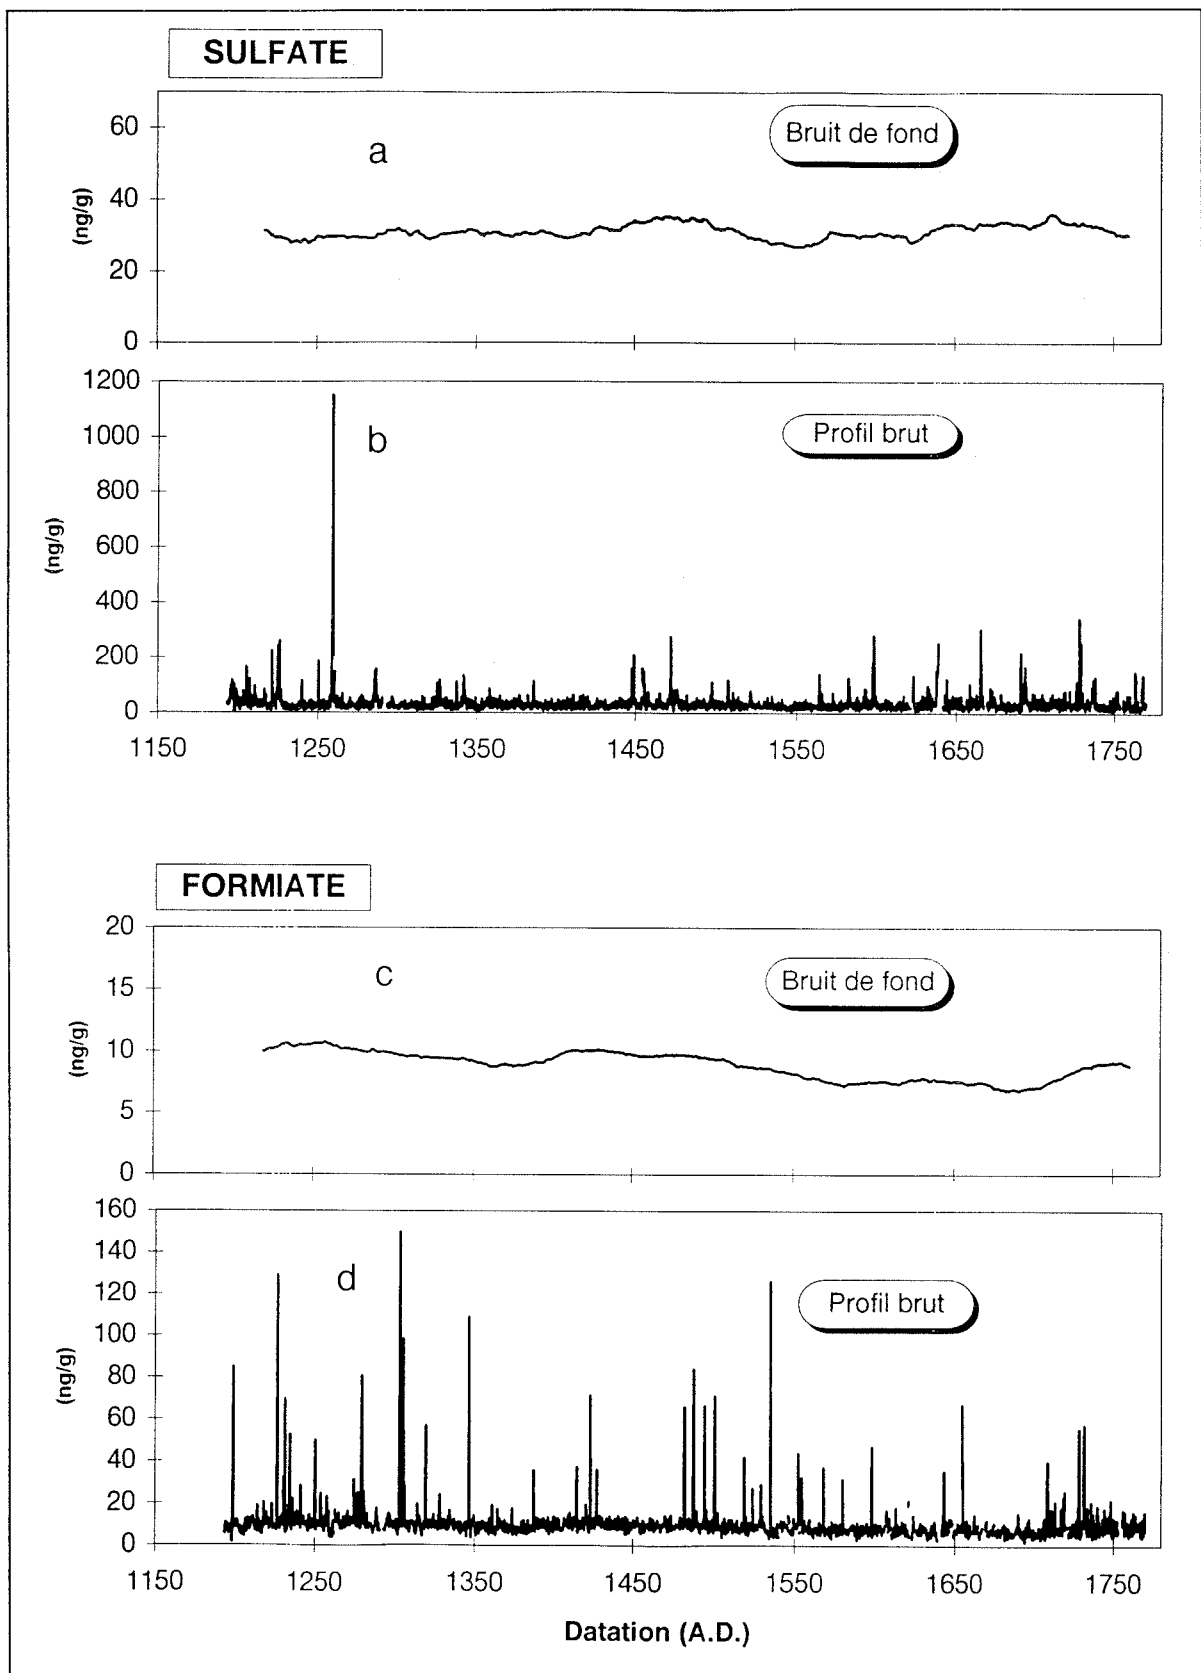 SULFATE
60
40
20
0
(ng/g)
a
Bruit de fond
1200
1000
800
600
400
200
0
(ng/g)
b
Profil brut
1150 1250 1350 1450 1550 1650 1750
FORMIATE
20
15
10
5
0
(ng/g)
c
Bruit de fond
160
140
120
100
80
60
40
20
0
(ng/g)
d
Profil brut
1150 1250 1350 1450 1550 1650 1750
Datation (A.D.)